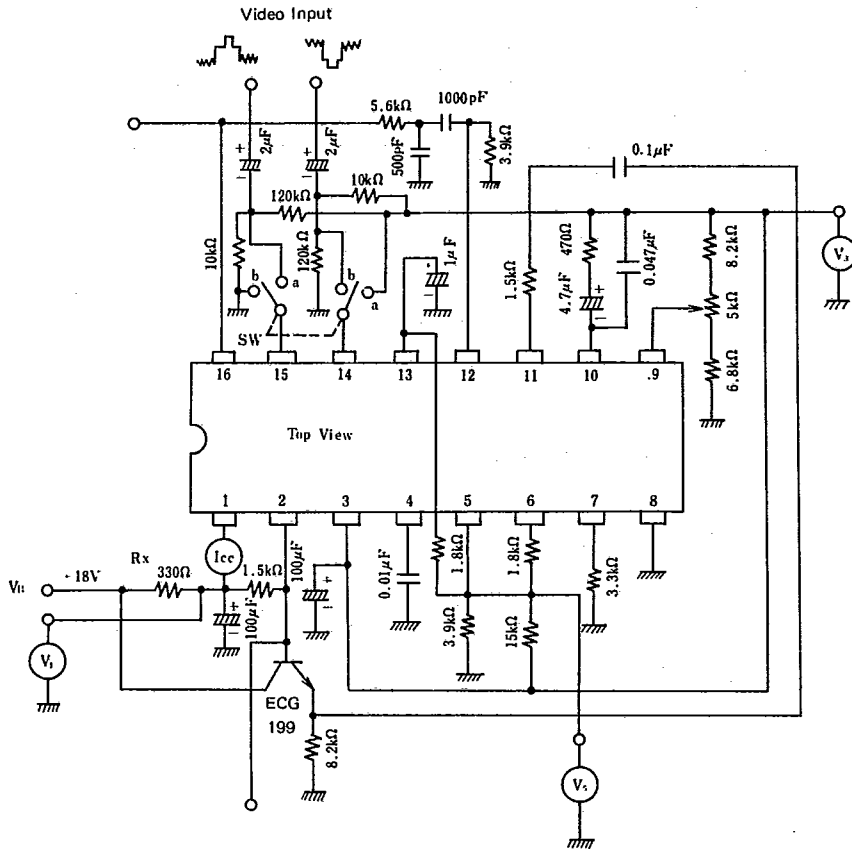 Video Input
5.6kΩ
1000pF
3.9kΩ
500pF
2μF
+
-
2μF
+
-
0.1μF
10kΩ
120kΩ
10kΩ
120kΩ
b
a
b
a
SW
1μF
-
1.5kΩ
470Ω
4.7μF
+
-
0.047μF
8.2kΩ
5kΩ
6.8kΩ
V3
16
15
14
13
12
11
10
.9
Top View
1
2
3
4
5
6
7
8
Icc
Rx
+18V
330Ω
1.5kΩ
100μF
+
-
100μF
+
-
0.01μF
1.8kΩ
1.8kΩ
3.3kΩ
3.9kΩ
15kΩ
V1
ECG
199
8.2kΩ
V5